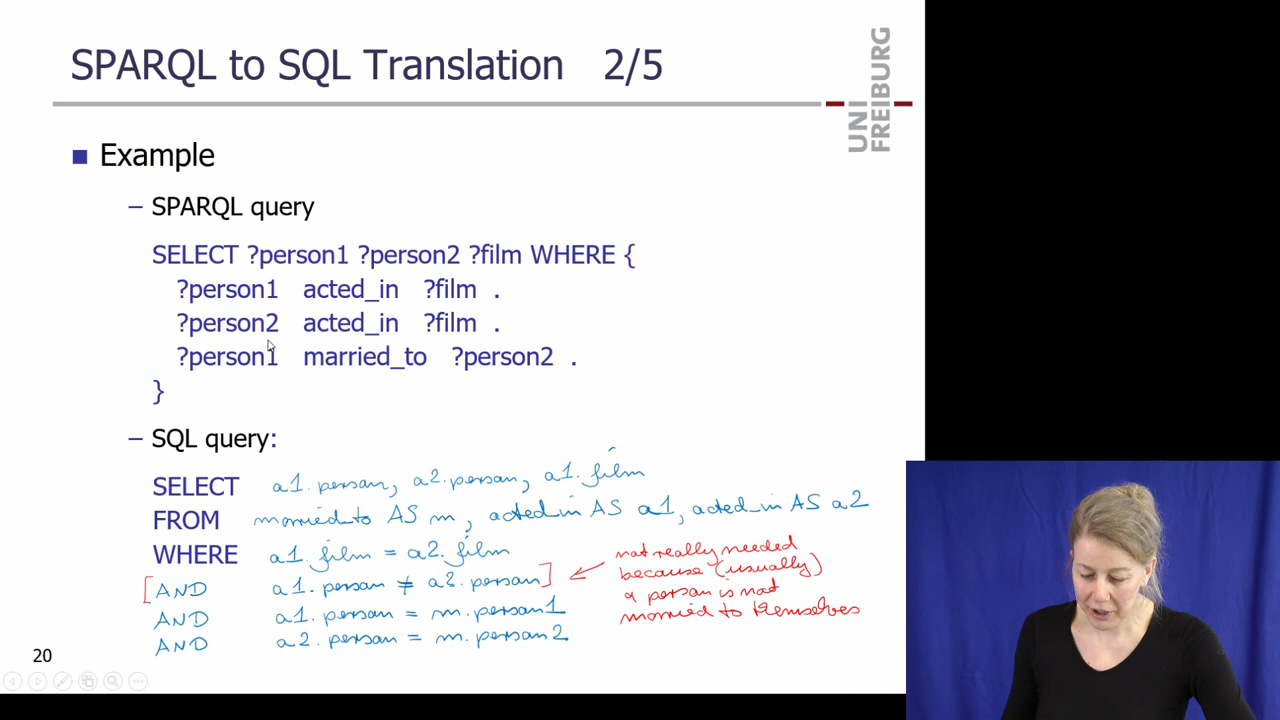 SPARQL to SQL Translation 2/5
UNI
FREIBURG
Example
– SPARQL query
SELECT ?person1 ?person2 ?film WHERE {
?person1 acted_in ?film .
?person2 acted_in ?film .
?person1 married_to ?person2 .
}
– SQL query:
SELECT a1.person, a2.person, a1.film
FROM married_to AS m, acted_in AS a1, acted_in AS a2
WHERE a1.film = a2.film
[AND a1.person ≠ a2.person]
AND a1.person = m.person1
AND a2.person = m.person2
not really needed
because (usually)
a person is not
married to themselves
20